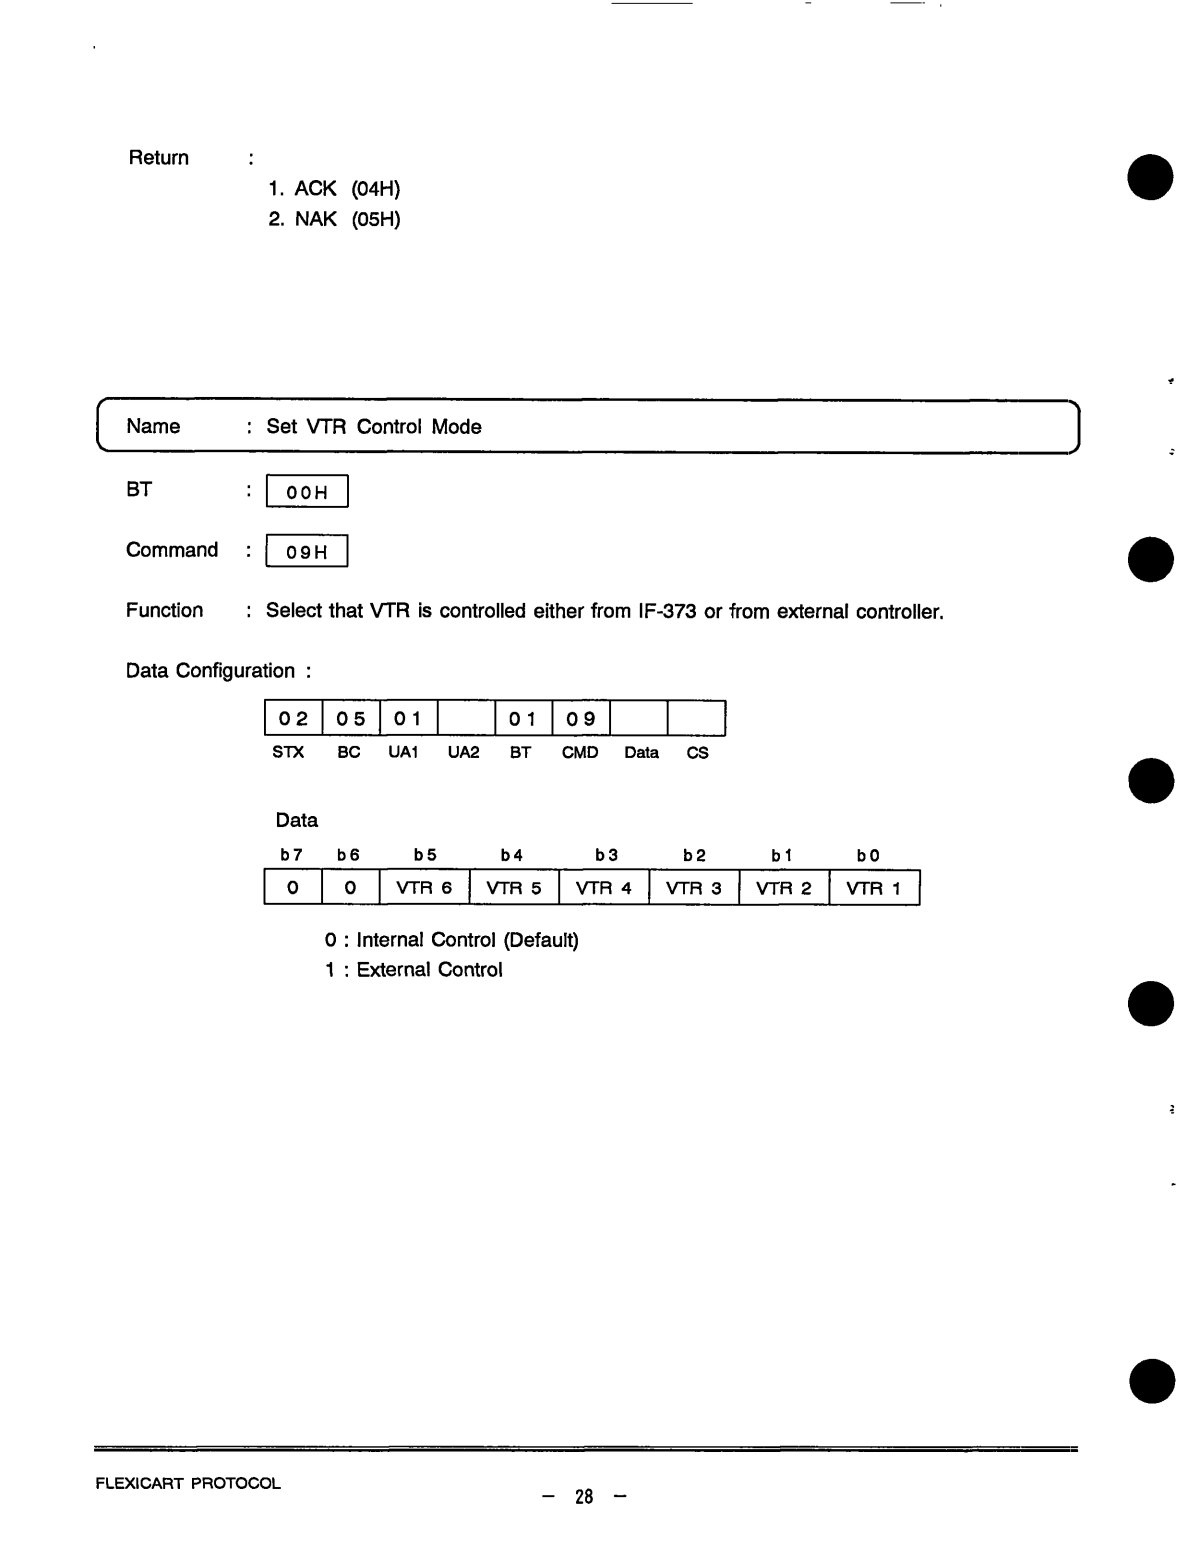 Return :
1. ACK (04H)
2. NAK (05H)
Name : Set VTR Control Mode
BT : 00H
Command : 09H
Function : Select that VTR is controlled either from IF-373 or from external controller.
Data Configuration :
02 05 01 01 09
STX BC UA1 UA2 BT CMD Data CS
Data
b7 b6 b5 b4 b3 b2 b1 b0
0 0 VTR 6 VTR 5 VTR 4 VTR 3 VTR 2 VTR 1
0 : Internal Control (Default)
1 : External Control
FLEXICART PROTOCOL
– 28 –